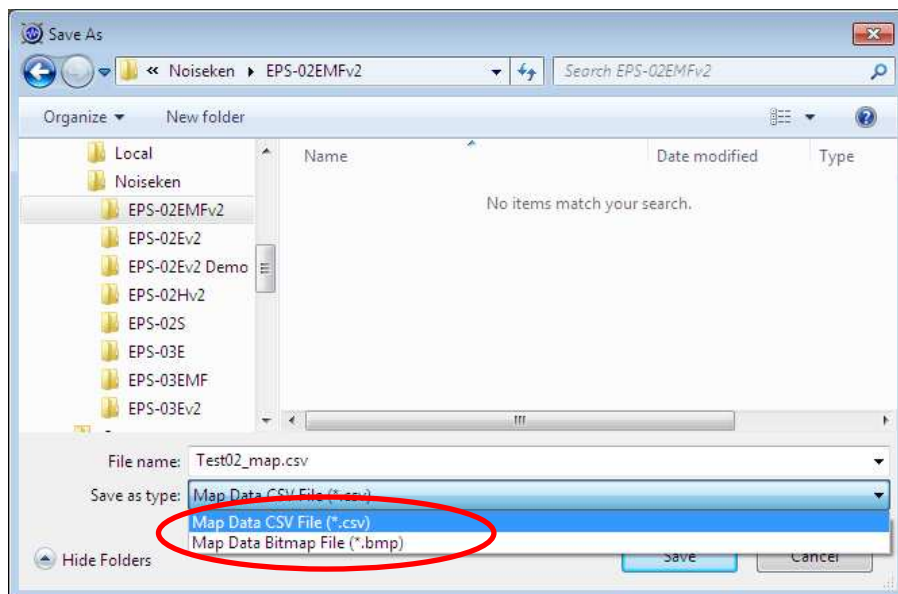 Save As
« Noiseken ▸ EPS-02EMFv2
Search EPS-02EMFv2
Organize ▾ New folder
Local
Name Date modified Type
Noiseken
EPS-02EMFv2
No items match your search.
EPS-02Ev2
EPS-02Ev2 Demo
EPS-02Hv2
EPS-02S
EPS-03E
EPS-03EMF
EPS-03Ev2
File name: Test02_map.csv
Save as type: Map Data CSV File (*.csv)
Map Data CSV File (*.csv)
Map Data Bitmap File (*.bmp)
Hide Folders
Save Cancel